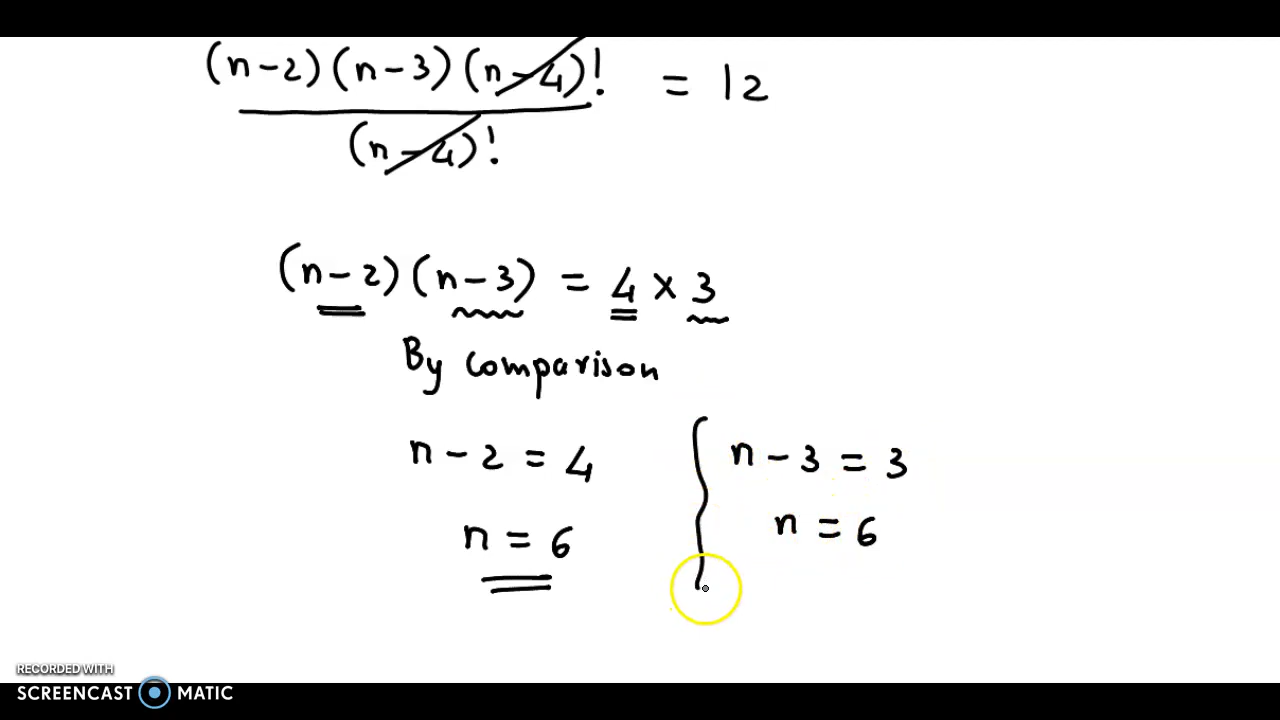 (n-2)(n-3)(n-4)! = 12
(n-4)!
(n-2)(n-3) = 4 × 3
By comparison
n-2 = 4
n = 6
n-3 = 3
n = 6
RECORDED WITH
SCREENCAST MATIC